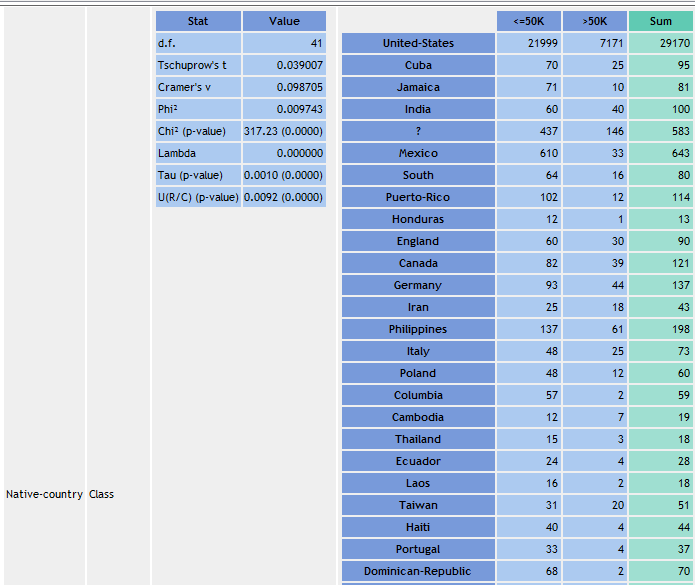 Stat Value
d.f. 41
Tschuprow's t 0.039007
Cramer's v 0.098705
Phi² 0.009743
Chi² (p-value) 317.23 (0.0000)
Lambda 0.000000
Tau (p-value) 0.0010 (0.0000)
U(R/C) (p-value) 0.0092 (0.0000)
<=50K >50K Sum
United-States 21999 7171 29170
Cuba 70 25 95
Jamaica 71 10 81
India 60 40 100
? 437 146 583
Mexico 610 33 643
South 64 16 80
Puerto-Rico 102 12 114
Honduras 12 1 13
England 60 30 90
Canada 82 39 121
Germany 93 44 137
Iran 25 18 43
Philippines 137 61 198
Italy 48 25 73
Poland 48 12 60
Columbia 57 2 59
Cambodia 12 7 19
Thailand 15 3 18
Ecuador 24 4 28
Laos 16 2 18
Native-country Class
Taiwan 31 20 51
Haiti 40 4 44
Portugal 33 4 37
Dominican-Republic 68 2 70